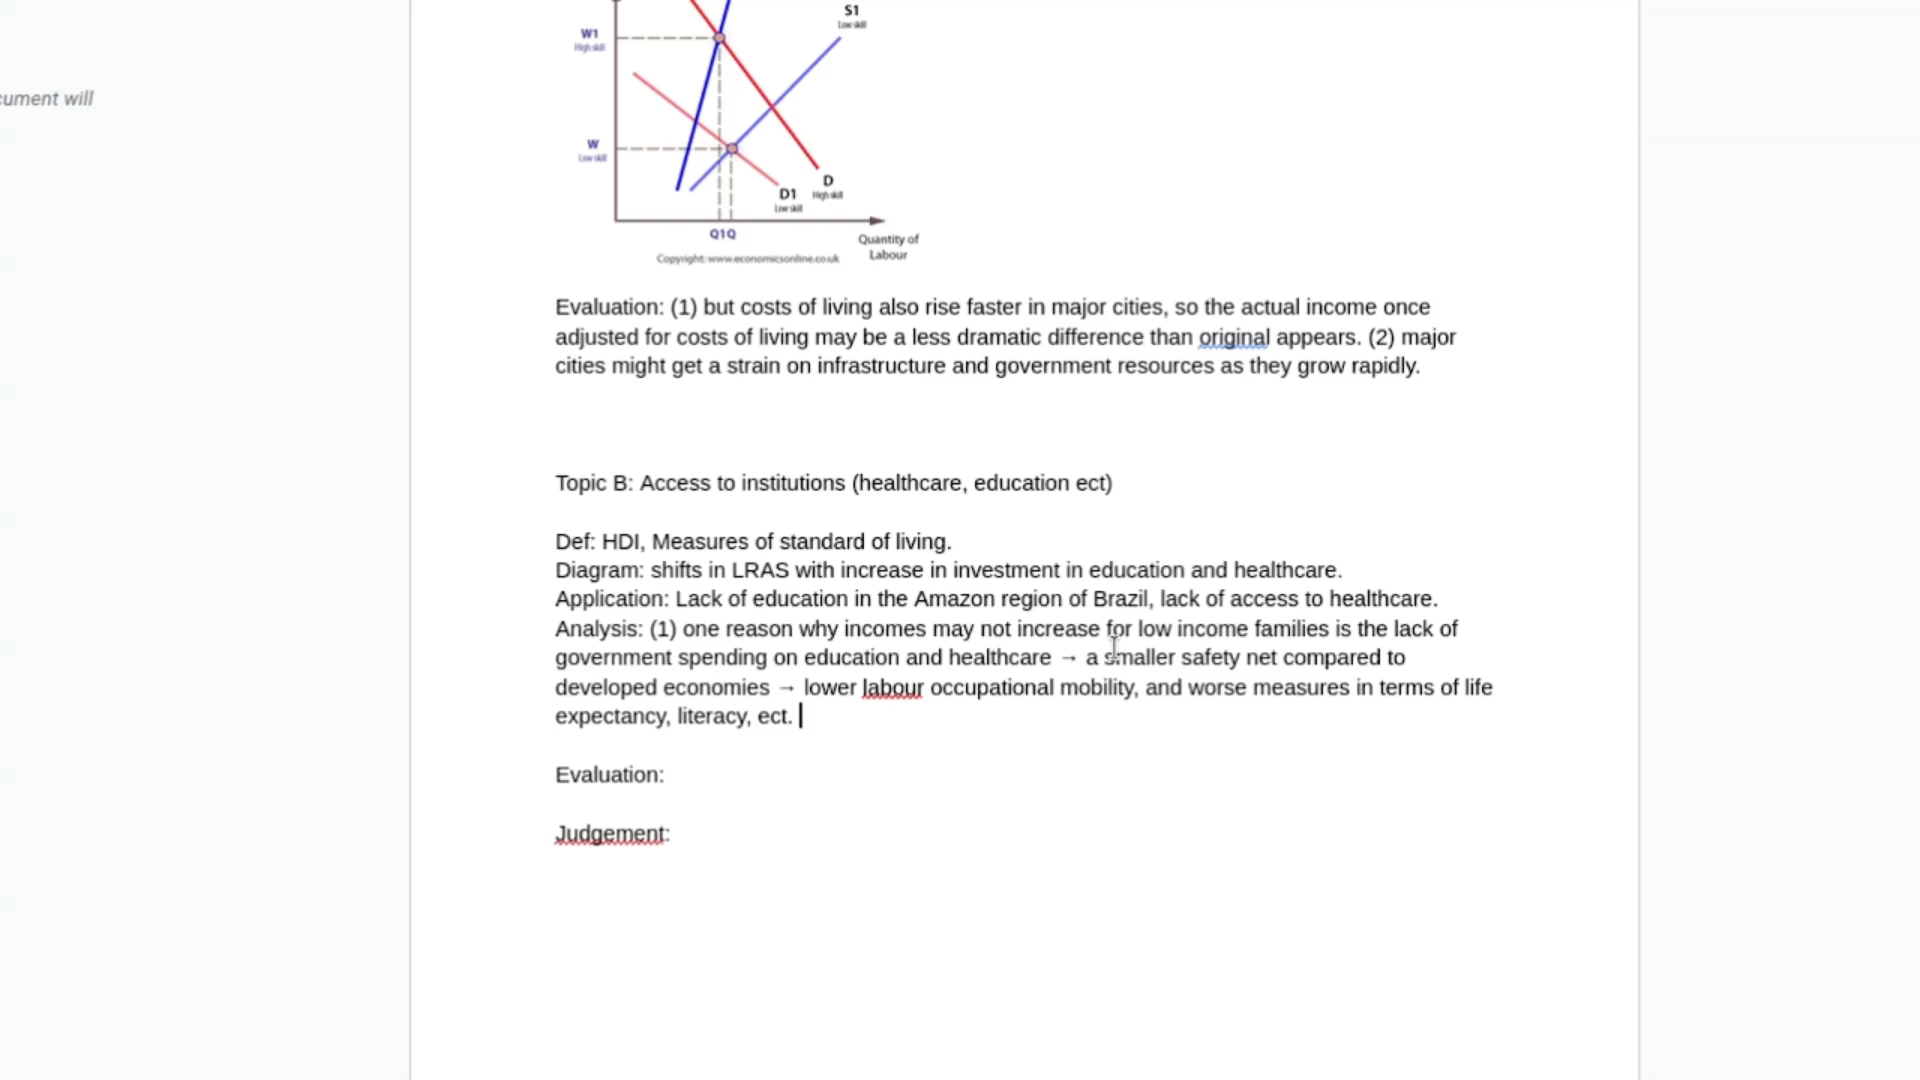 cument will
S1
Low skill
W1
High skill
W
Low skill
D
High skill
D1
Low skill
Q1Q
Quantity of
Labour
Copyright: www.economicsonline.co.uk
Evaluation: (1) but costs of living also rise faster in major cities, so the actual income once
adjusted for costs of living may be a less dramatic difference than original appears. (2) major
cities might get a strain on infrastructure and government resources as they grow rapidly.
Topic B: Access to institutions (healthcare, education ect)
Def: HDI, Measures of standard of living.
Diagram: shifts in LRAS with increase in investment in education and healthcare.
Application: Lack of education in the Amazon region of Brazil, lack of access to healthcare.
Analysis: (1) one reason why incomes may not increase for low income families is the lack of
government spending on education and healthcare → a smaller safety net compared to
developed economies → lower labour occupational mobility, and worse measures in terms of life
expectancy, literacy, ect.
Evaluation:
Judgement: